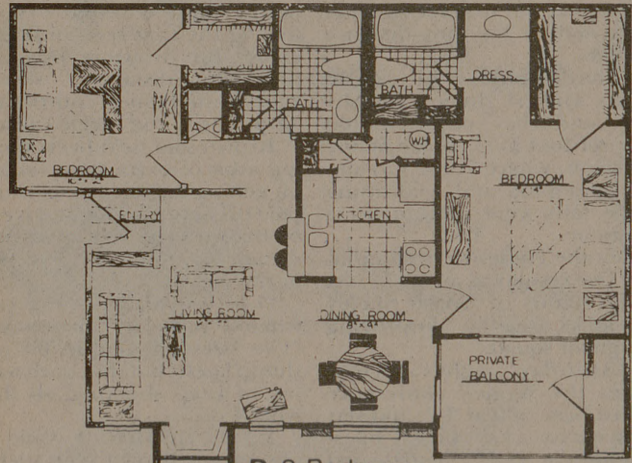 BATH
BATH
DRESS
A/C
WH
BEDROOM
BEDROOM
ENTRY
KITCHEN
LIVING ROOM
DINING ROOM
PRIVATE
BALCONY